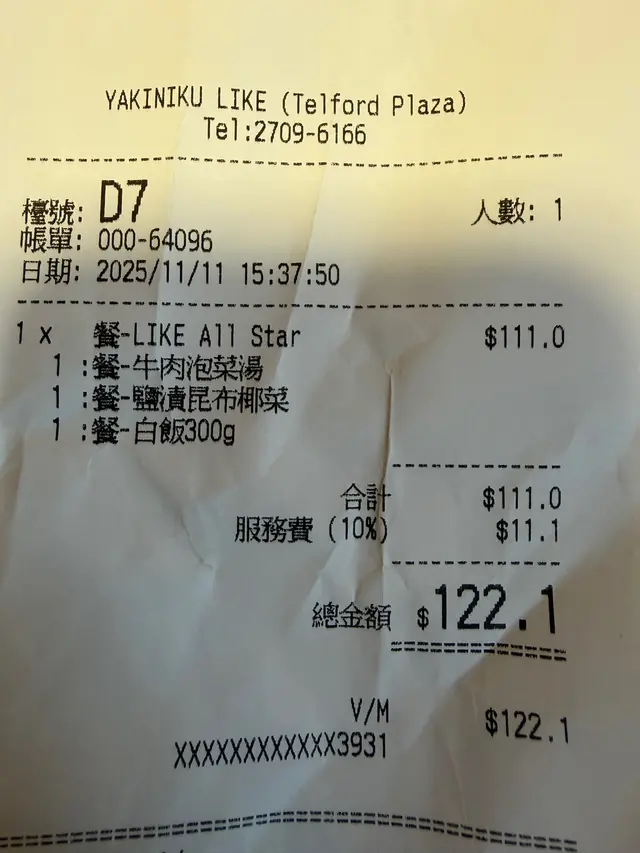 YAKINIKU LIKE (Telford Plaza)
Tel:2709-6166
檯號: D7 人數: 1
帳單: 000-64096
日期: 2025/11/11 15:37:50
1 x 餐-LIKE All Star $111.0
1 :餐-牛肉泡菜湯
1 :餐-鹽漬昆布椰菜
1 :餐-白飯300g
合計 $111.0
服務費 (10%) $11.1
總金額 $122.1
V/M $122.1
XXXXXXXXXXXX3931